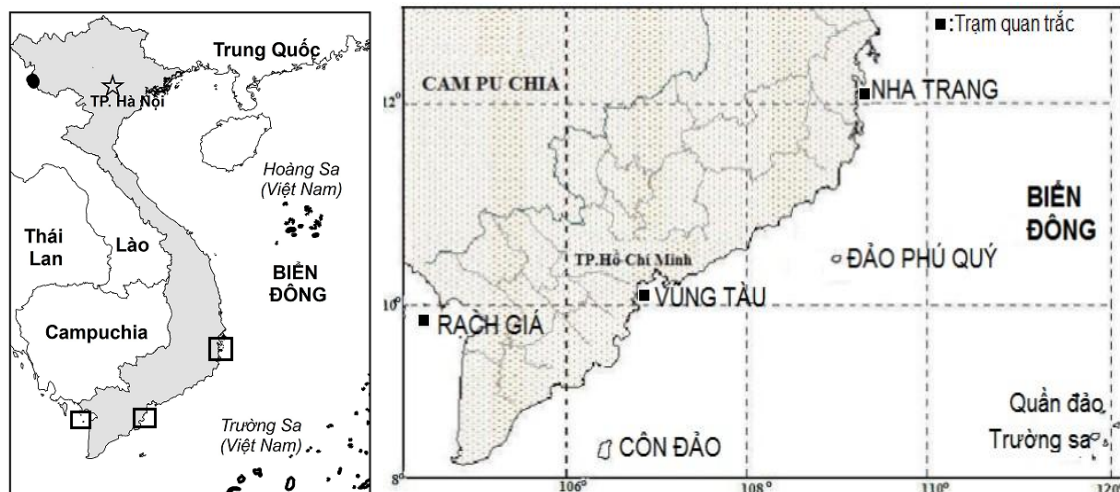 Trung Quốc
TP. Hà Nội
Hoàng Sa
(Việt Nam)
Thái
Lan
Lào
BIỂN
ĐÔNG
Campuchia
Trường Sa
(Việt Nam)
■:Trạm quan trắc
CAM PU CHIA
NHA TRANG
12°
BIỂN
ĐÔNG
TP.Hồ Chí Minh
ĐẢO PHÚ QUÝ
VŨNG TÀU
10°
RẠCH GIÁ
Quần đảo
Trường sa
CÔN ĐẢO
8°
106°
108°
110°